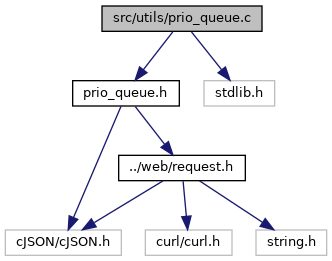 src/utils/prio_queue.c
prio_queue.h
stdlib.h
../web/request.h
cJSON/cJSON.h
curl/curl.h
string.h